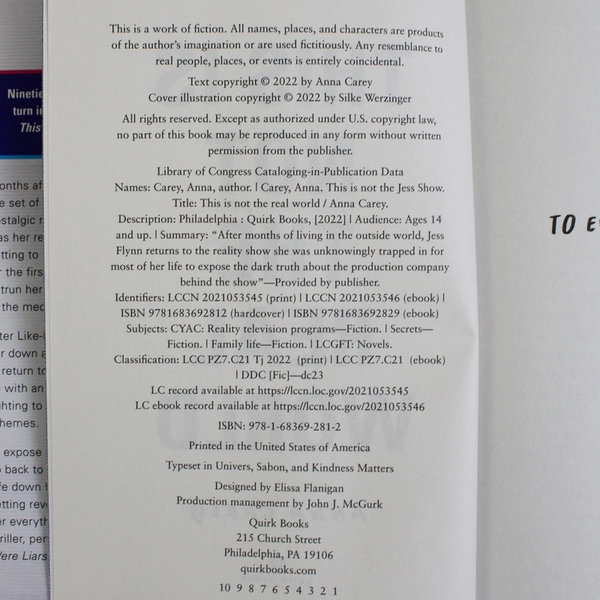 This is a work of fiction. All names, places, and characters are products
of the author's imagination or are used fictitiously. Any resemblance to
real people, places, or events is entirely coincidental.
Text copyright © 2022 by Anna Carey
Cover illustration copyright © 2022 by Silke Werzinger
All rights reserved. Except as authorized under U.S. copyright law,
no part of this book may be reproduced in any form without written
permission from the publisher.
Library of Congress Cataloging-in-Publication Data
Names: Carey, Anna, author. | Carey, Anna. This is not the Jess Show.
Title: This is not the real world / Anna Carey.
Description: Philadelphia : Quirk Books, [2022] | Audience: Ages 14
and up. | Summary: “After months of living in the outside world, Jess
Flynn returns to the reality show she was unknowingly trapped in for
most of her life to expose the dark truth about the production company
behind the show”—Provided by publisher.
Identifiers: LCCN 2021053545 (print) | LCCN 2021053546 (ebook) |
ISBN 9781683692812 (hardcover) | ISBN 9781683692829 (ebook)
Subjects: CYAC: Reality television programs—Fiction. | Secrets—
Fiction. | Family life—Fiction. | LCGFT: Novels.
Classification: LCC PZ7.C21 Tj 2022 (print) | LCC PZ7.C21 (ebook)
| DDC [Fic]—dc23
LC record available at https://lccn.loc.gov/2021053545
LC ebook record available at https://lccn.loc.gov/2021053546
ISBN: 978-1-68369-281-2
Printed in the United States of America
Typeset in Univers, Sabon, and Kindness Matters
Designed by Elissa Flanigan
Production management by John J. McGurk
Quirk Books
215 Church Street
Philadelphia, PA 19106
quirkbooks.com
10 9 8 7 6 5 4 3 2 1
TO
turn
This
set of
her
the
back to
down
with an